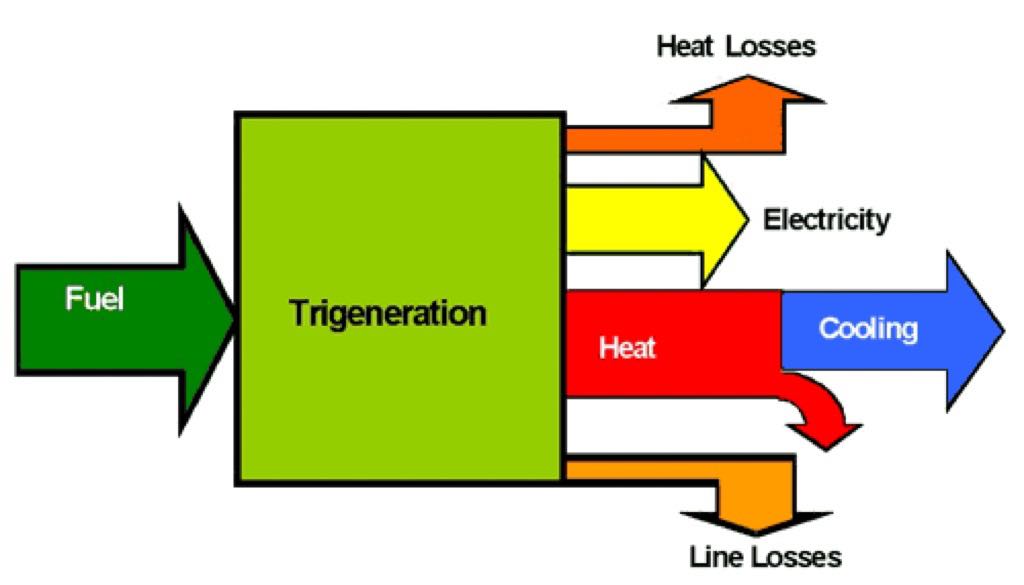 Heat Losses
Electricity
Fuel
Trigeneration
Heat
Cooling
Line Losses